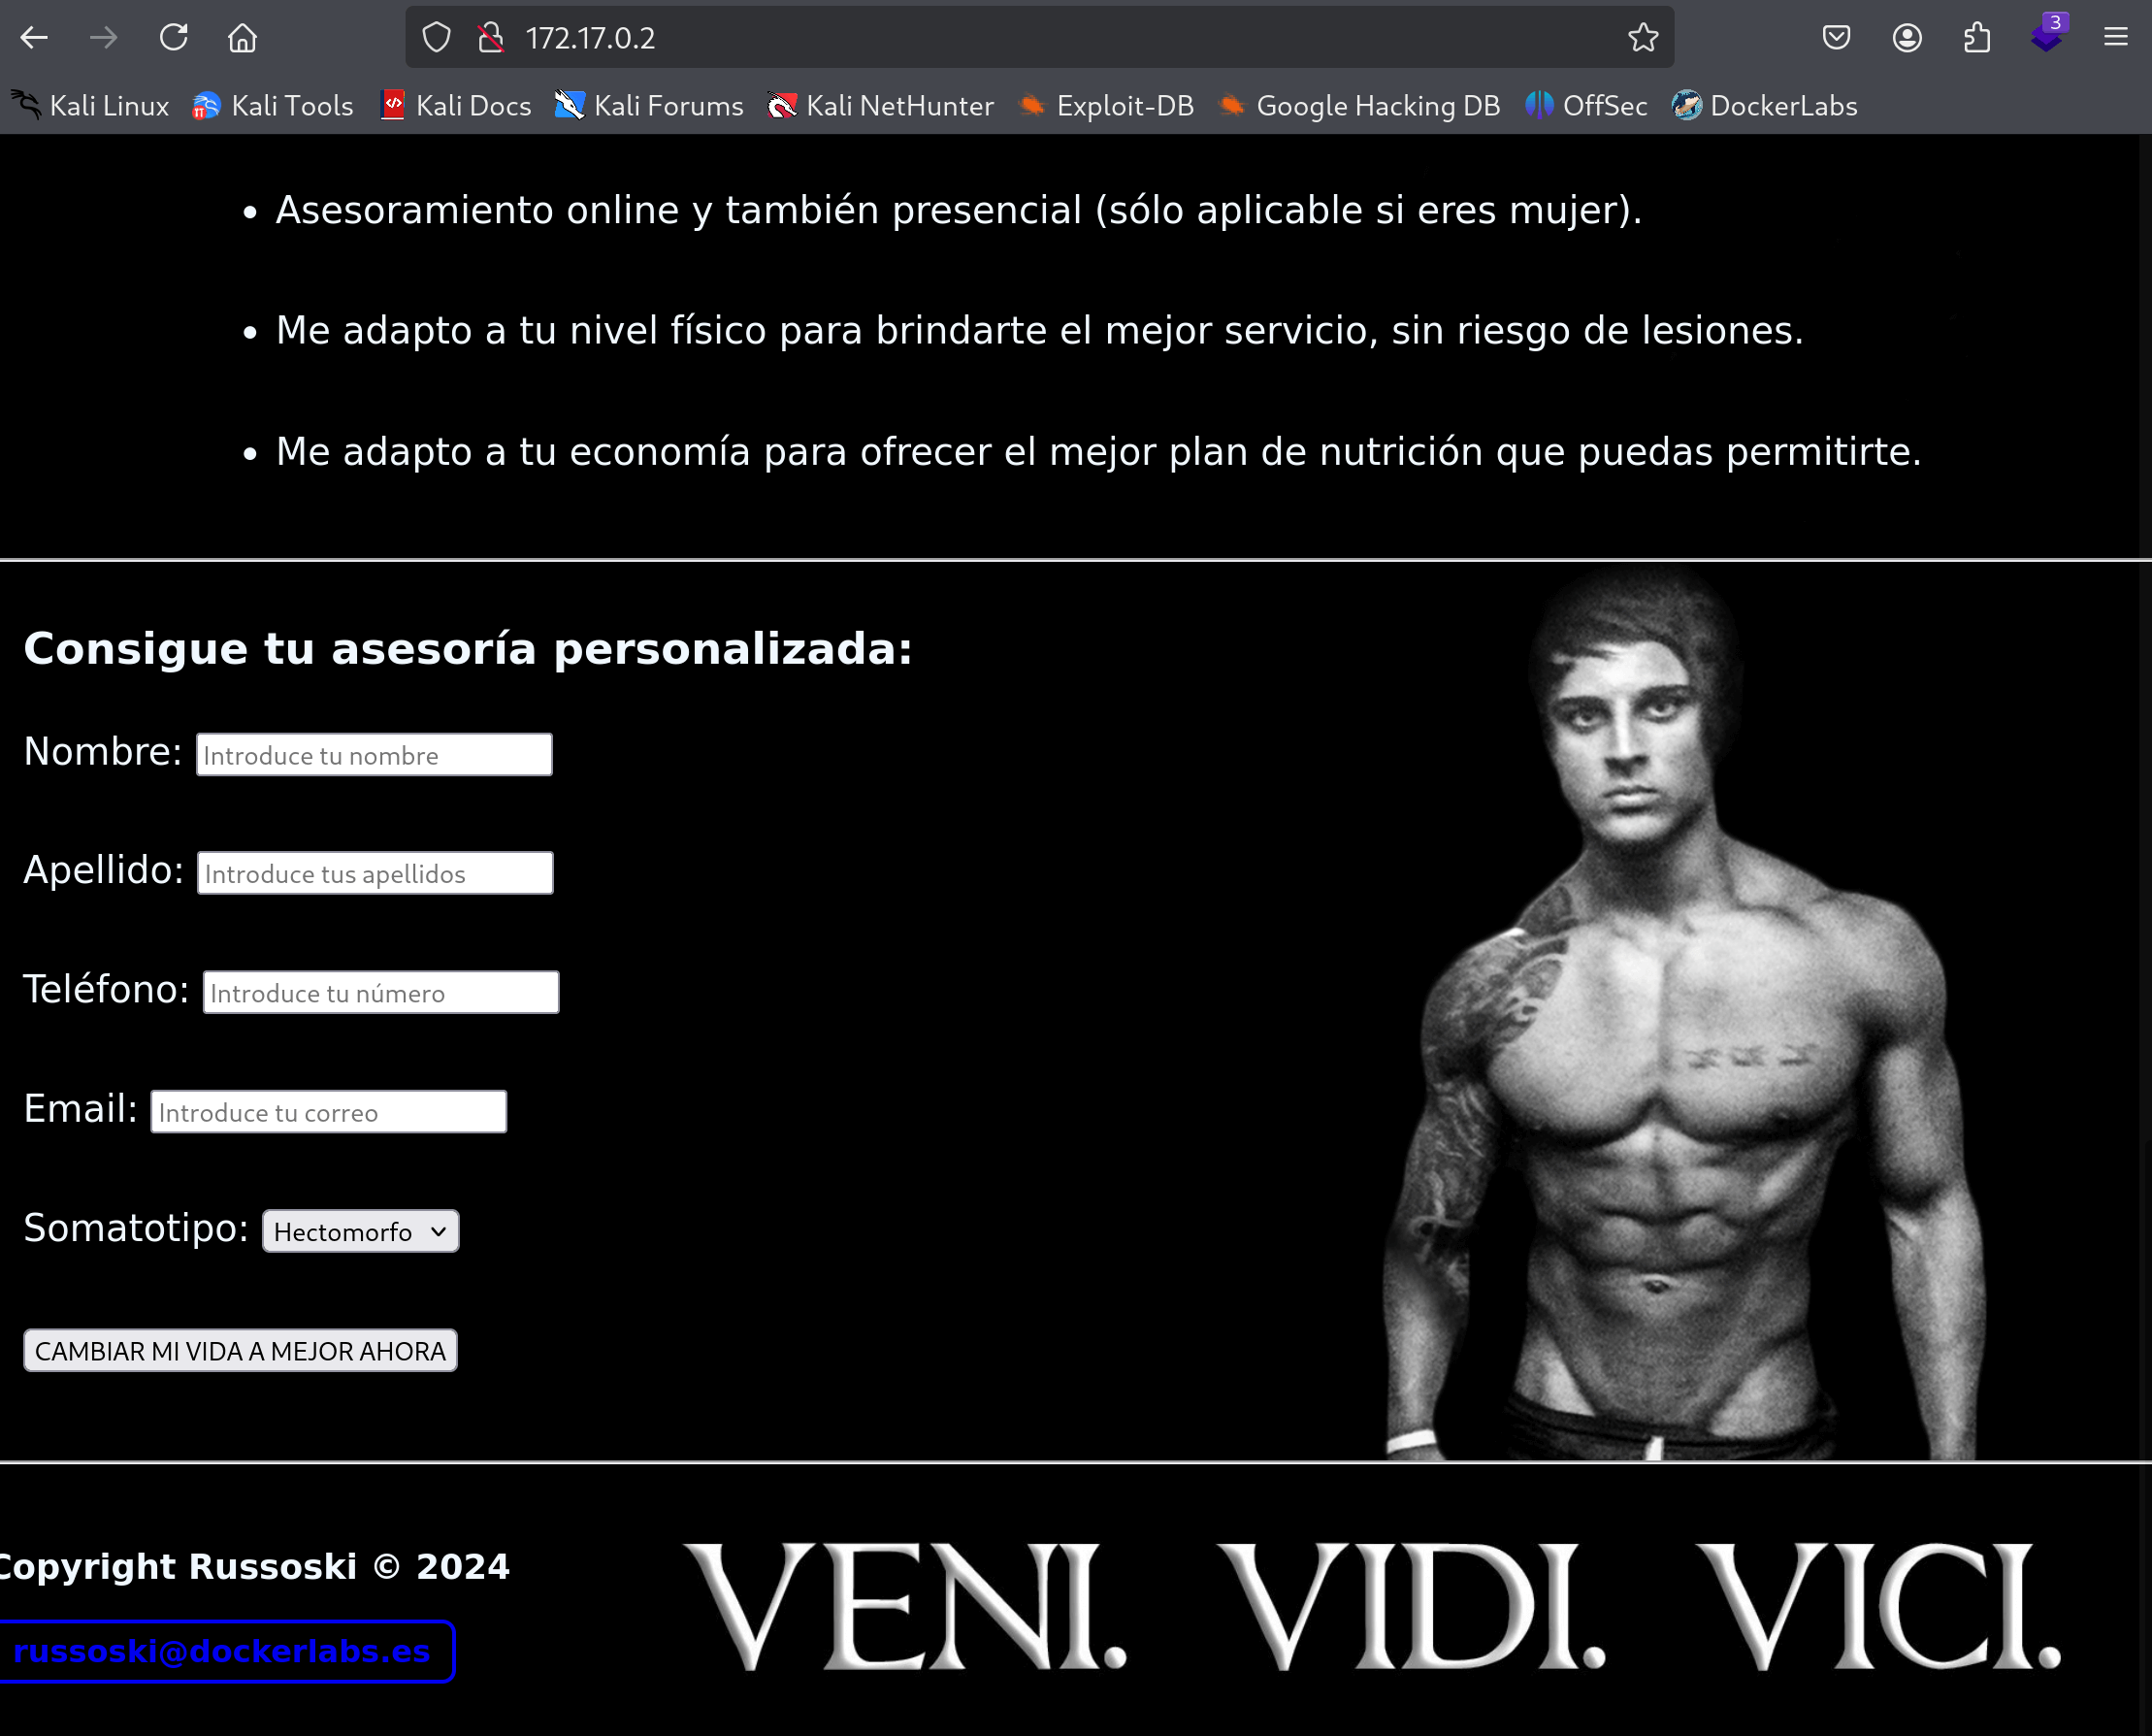 172.17.0.2
3
Kali Linux Kali Tools Kali Docs Kali Forums Kali NetHunter Exploit-DB Google Hacking DB OffSec DockerLabs
• Asesoramiento online y también presencial (sólo aplicable si eres mujer).
• Me adapto a tu nivel físico para brindarte el mejor servicio, sin riesgo de lesiones.
• Me adapto a tu economía para ofrecer el mejor plan de nutrición que puedas permitirte.
Consigue tu asesoría personalizada:
Nombre: Introduce tu nombre
Apellido: Introduce tus apellidos
Teléfono: Introduce tu número
Email: Introduce tu correo
Somatotipo: Hectomorfo
CAMBIAR MI VIDA A MEJOR AHORA
Copyright Russoski © 2024
russoski@dockerlabs.es
VENI. VIDI. VICI.